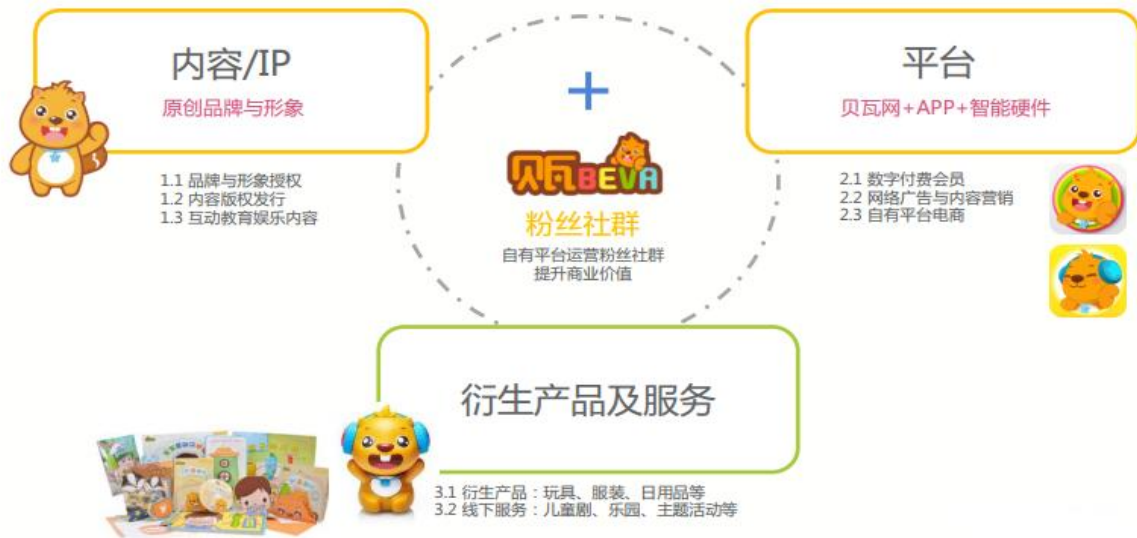 内容/IP
原创品牌与形象
1.1 品牌与形象授权
1.2 内容版权发行
1.3 互动教育娱乐内容
+
贝瓦BEVA
粉丝社群
自有平台运营粉丝社群
提升商业价值
平台
贝瓦网+APP+智能硬件
2.1 数字付费会员
2.2 网络广告与内容营销
2.3 自有平台电商
衍生产品及服务
3.1 衍生产品：玩具、服装、日用品等
3.2 线下服务：儿童剧、乐园、主题活动等